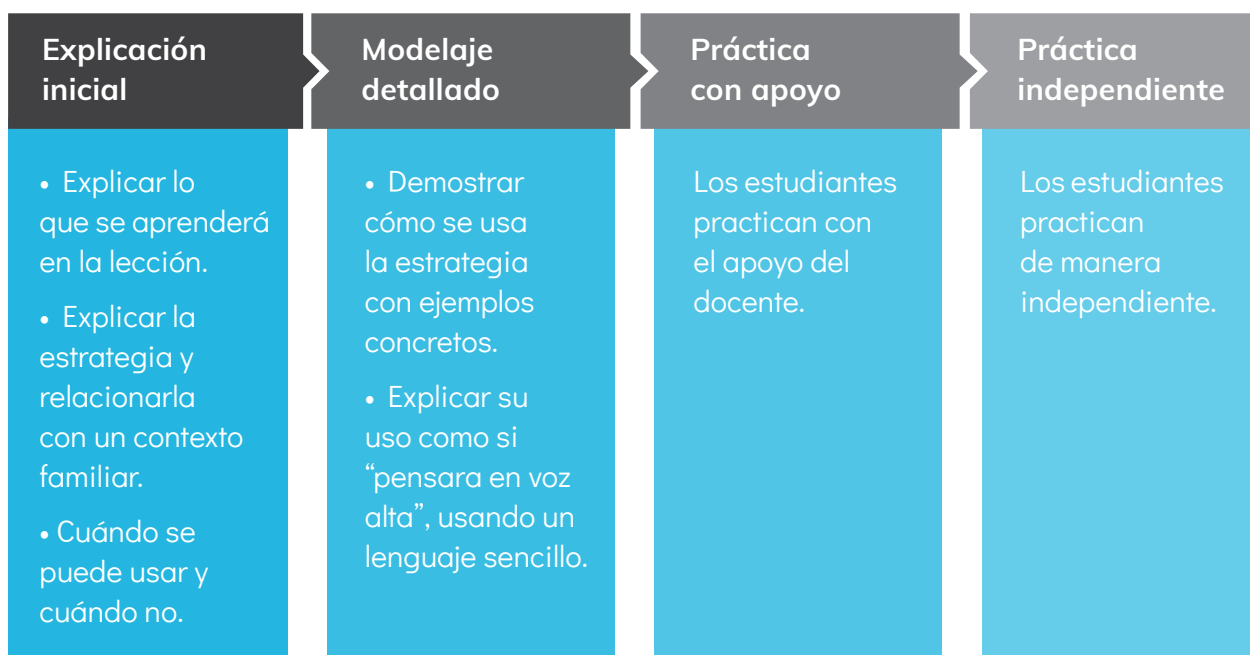 Explicación
inicial
• Explicar lo
que se aprenderá
en la lección.
• Explicar la
estrategia y
relacionarla
con un contexto
familiar.
• Cuándo se
puede usar y
cuándo no.
Modelaje
detallado
• Demostrar
cómo se usa
la estrategia
con ejemplos
concretos.
• Explicar su
uso como si
“pensara en voz
alta”, usando un
lenguaje sencillo.
Práctica
con apoyo
Los estudiantes
practican con
el apoyo del
docente.
Práctica
independiente
Los estudiantes
practican
de manera
independiente.